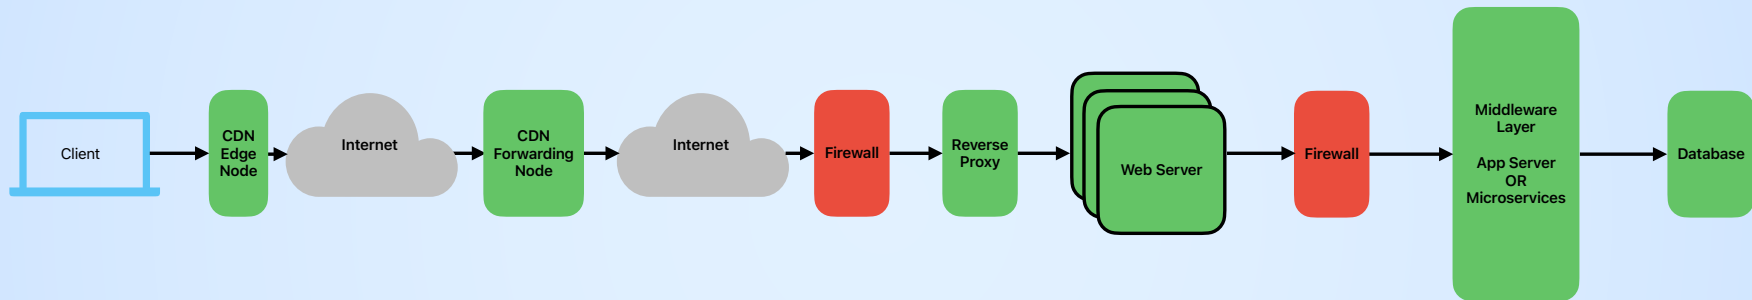 Client
CDN
Edge
Node
Internet
CDN
Forwarding
Node
Internet
Firewall
Reverse
Proxy
Web Server
Firewall
Middleware
Layer
App Server
OR
Microservices
Database